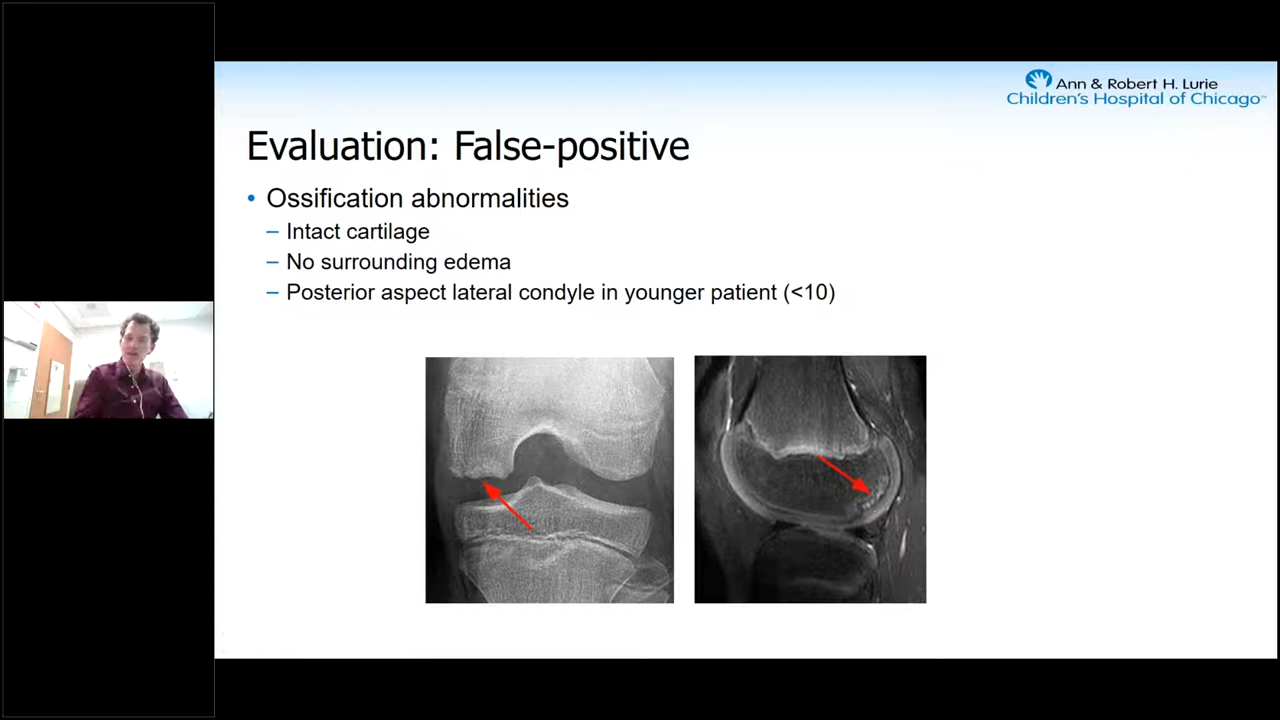 Ann & Robert H. Lurie
Children's Hospital of Chicago™
Evaluation: False-positive
• Ossification abnormalities
– Intact cartilage
– No surrounding edema
– Posterior aspect lateral condyle in younger patient (<10)